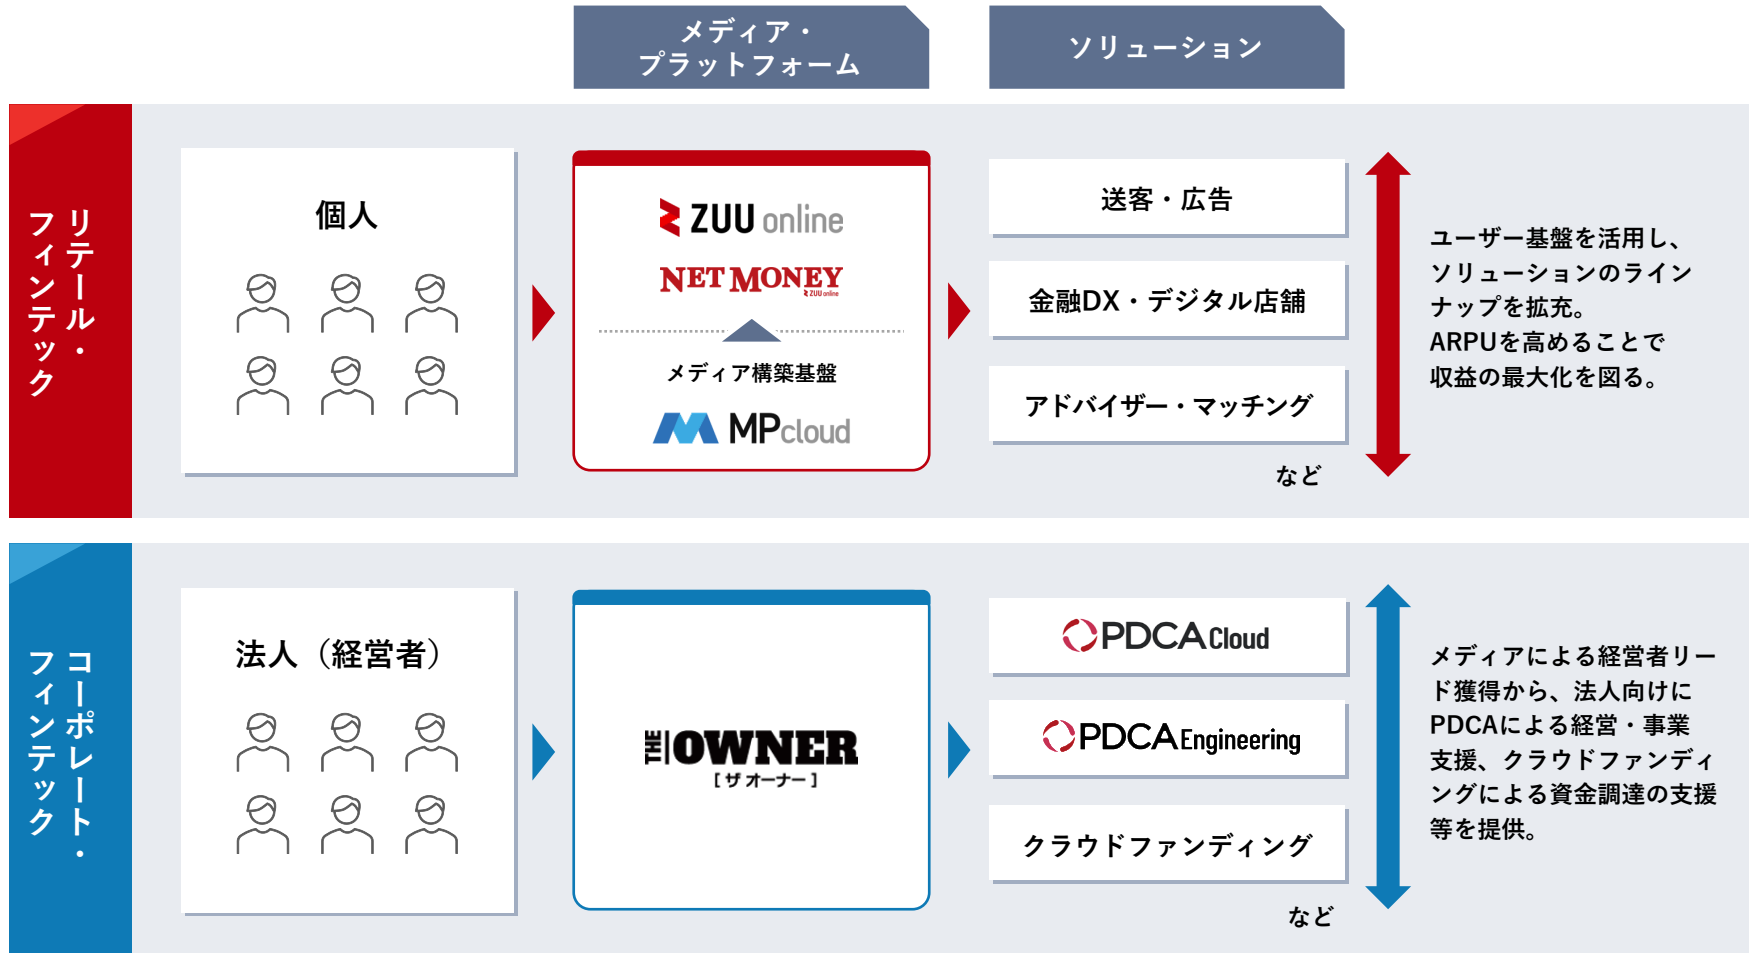 メディア・
プラットフォーム
ソリューション
リテール・
フィンテック
個人
ZUU online
NET MONEY
ZUU online
メディア構築基盤
MPcloud
送客・広告
金融DX・デジタル店舗
アドバイザー・マッチング
など
ユーザー基盤を活用し、
ソリューションのライン
ナップを拡充。
ARPUを高めることで
収益の最大化を図る。
コーポレート・
フィンテック
法人（経営者）
THE OWNER
[ ザ オーナー ]
PDCA Cloud
PDCA Engineering
クラウドファンディング
など
メディアによる経営者リー
ド獲得から、法人向けに
PDCAによる経営・事業
支援、クラウドファンディ
ングによる資金調達の支援
等を提供。